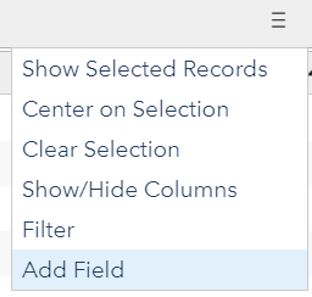 Show Selected Records
Center on Selection
Clear Selection
Show/Hide Columns
Filter
Add Field